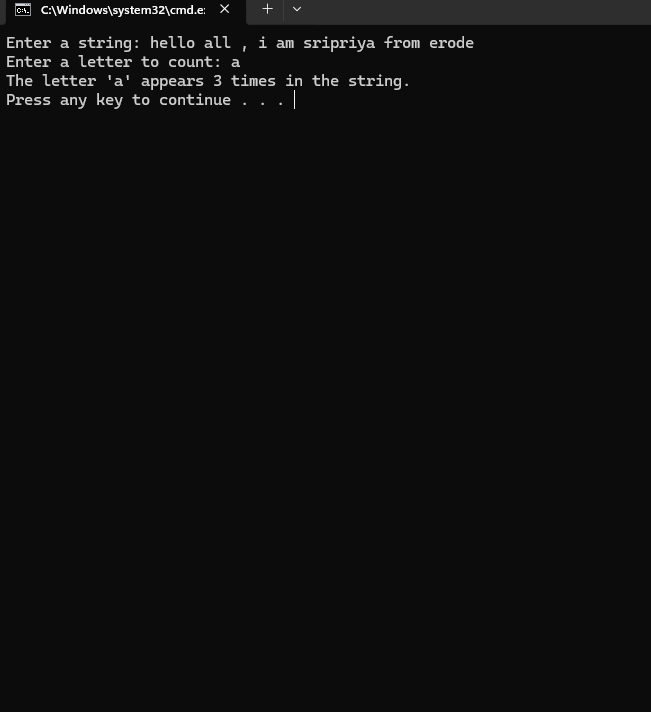 C:\Windows\system32\cmd.e:
Enter a string: hello all , i am sripriya from erode
Enter a letter to count: a
The letter 'a' appears 3 times in the string.
Press any key to continue . . .